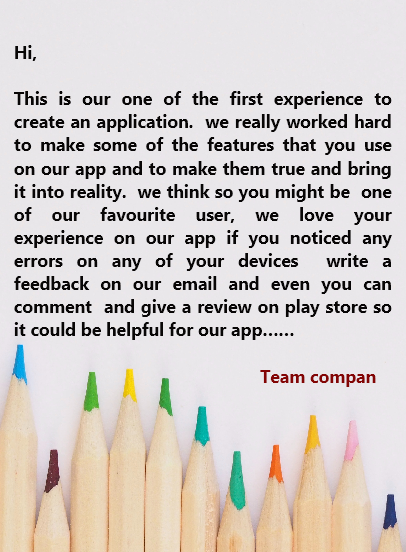 Hi,
This is our one of the first experience to
create an application. we really worked hard
to make some of the features that you use
on our app and to make them true and bring
it into reality. we think so you might be one
of our favourite user, we love your
experience on our app if you noticed any
errors on any of your devices write a
feedback on our email and even you can
comment and give a review on play store so
it could be helpful for our app......
Team compan